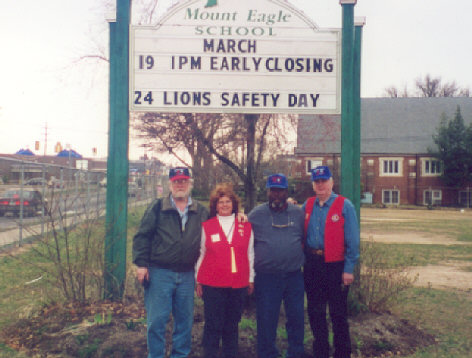 Mount Eagle
SCHOOL
MARCH
19 1PM EARLY CLOSING
24 LIONS SAFETY DAY